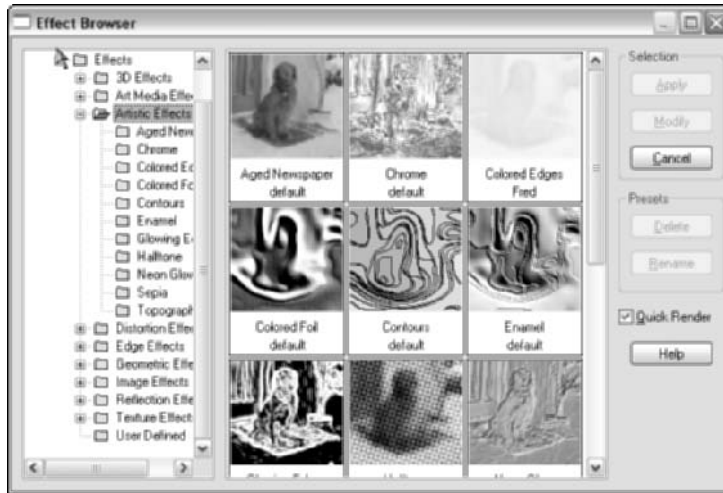 Effect Browser
Effects
3D Effects
Art Media Effe
Artistic Effects
Aged New
Chrome
Colored Ed
Colored Fo
Contours
Enamel
Glowing E
Halftone
Neon Glow
Sepia
Topograph
Distortion Effe
Edge Effects
Geometric Effe
Image Effects
Reflection Effe
Texture Effect
User Defined
Aged Newspaper
default
Chrome
default
Colored Edges
Fred
Colored Foil
default
Contours
default
Enamel
default
Selection
Apply
Modify
Cancel
Presets
Delete
Rename
Quick Render
Help